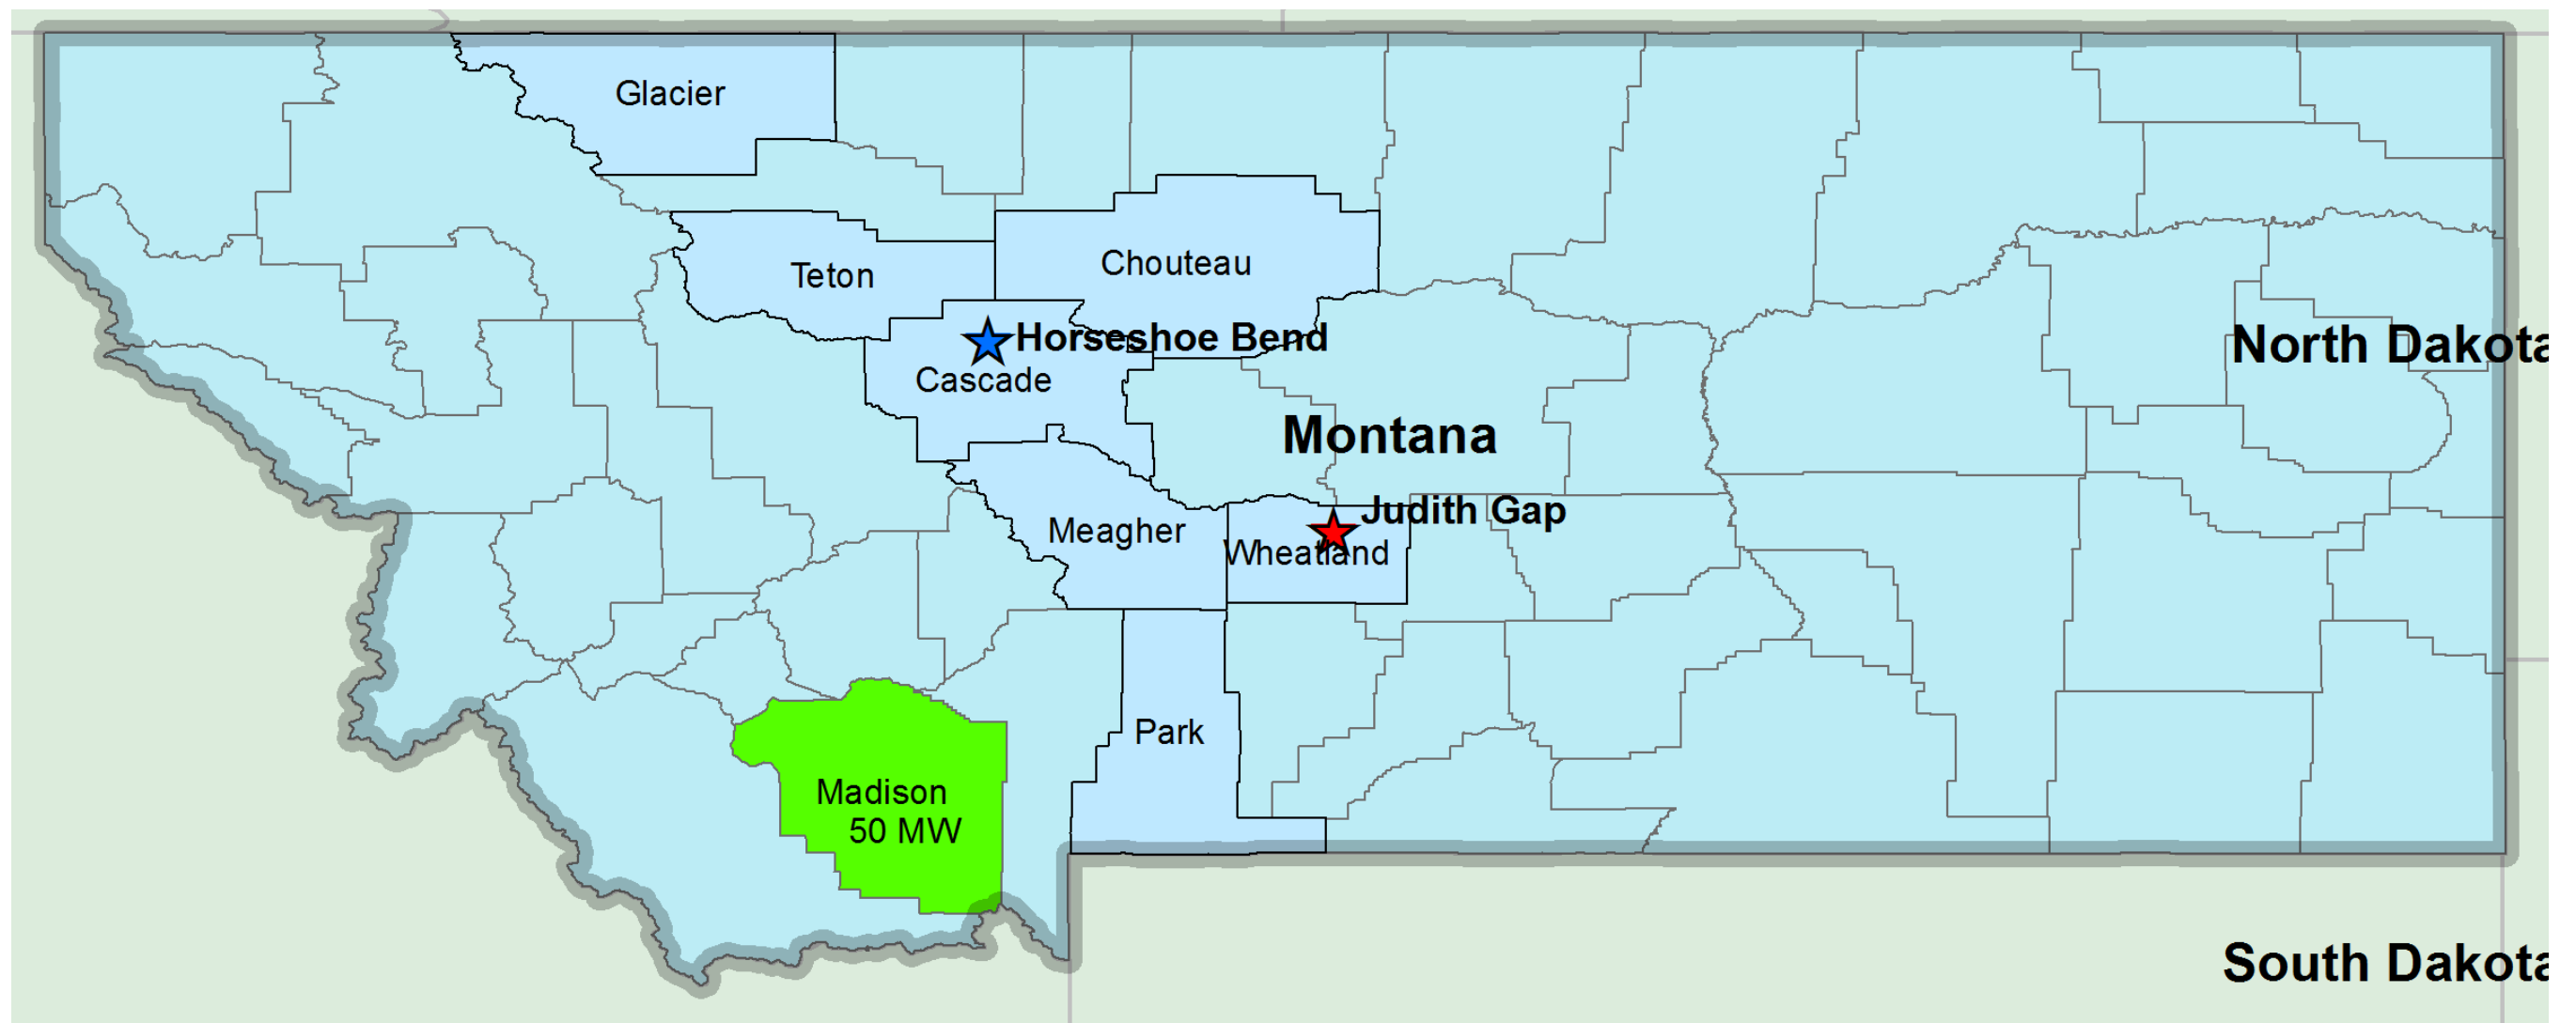 Glacier
Chouteau
Teton
Horseshoe Bend
North Dakota
Cascade
Montana
Judith Gap
Meagher
Wheatland
Park
Madison
50 MW
South Dakota